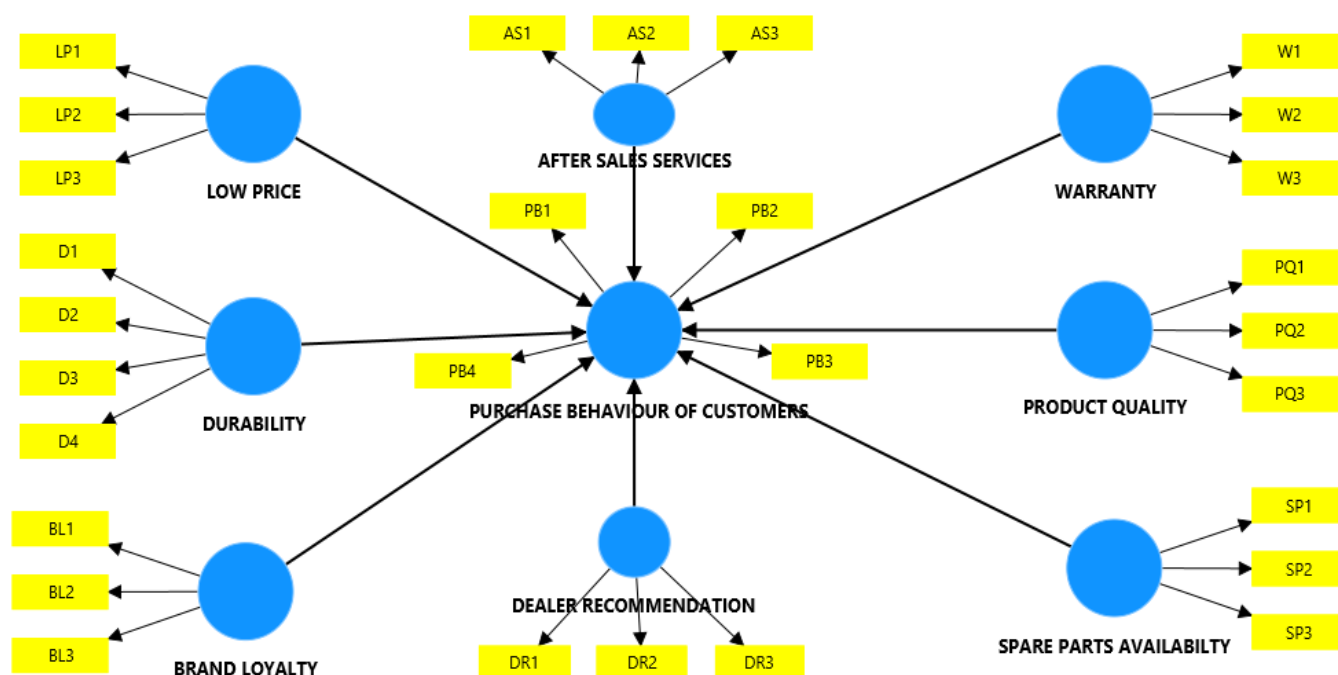 AS1
AS2
AS3
LP1
LP2
LP3
LOW PRICE
AFTER SALES SERVICES
W1
W2
W3
WARRANTY
PB1
PB2
PB3
PB4
PURCHASE BEHAVIOUR OF CUSTOMERS
D1
D2
D3
D4
DURABILITY
PQ1
PQ2
PQ3
PRODUCT QUALITY
BL1
BL2
BL3
BRAND LOYALTY
DEALER RECOMMENDATION
DR1
DR2
DR3
SP1
SP2
SP3
SPARE PARTS AVAILABILTY